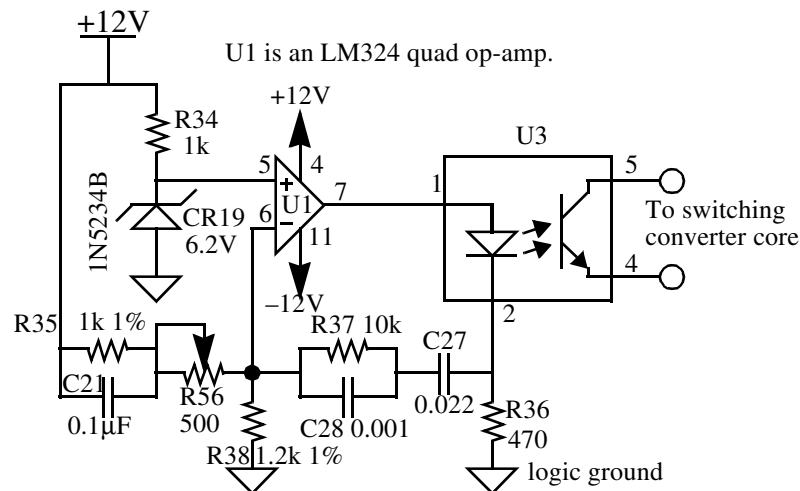 +12V
U1 is an LM324 quad op-amp.
+12V
R34
1k
U3
5
4
7
1
5
+
U1
6
−
11
1N5234B
CR19
6.2V
To switching
converter core
4
−12V
2
R35
1k 1%
R37 10k
C27
C21
R56
500
0.022
R36
470
0.1μF
C28 0.001
R38 1.2k 1%
logic ground